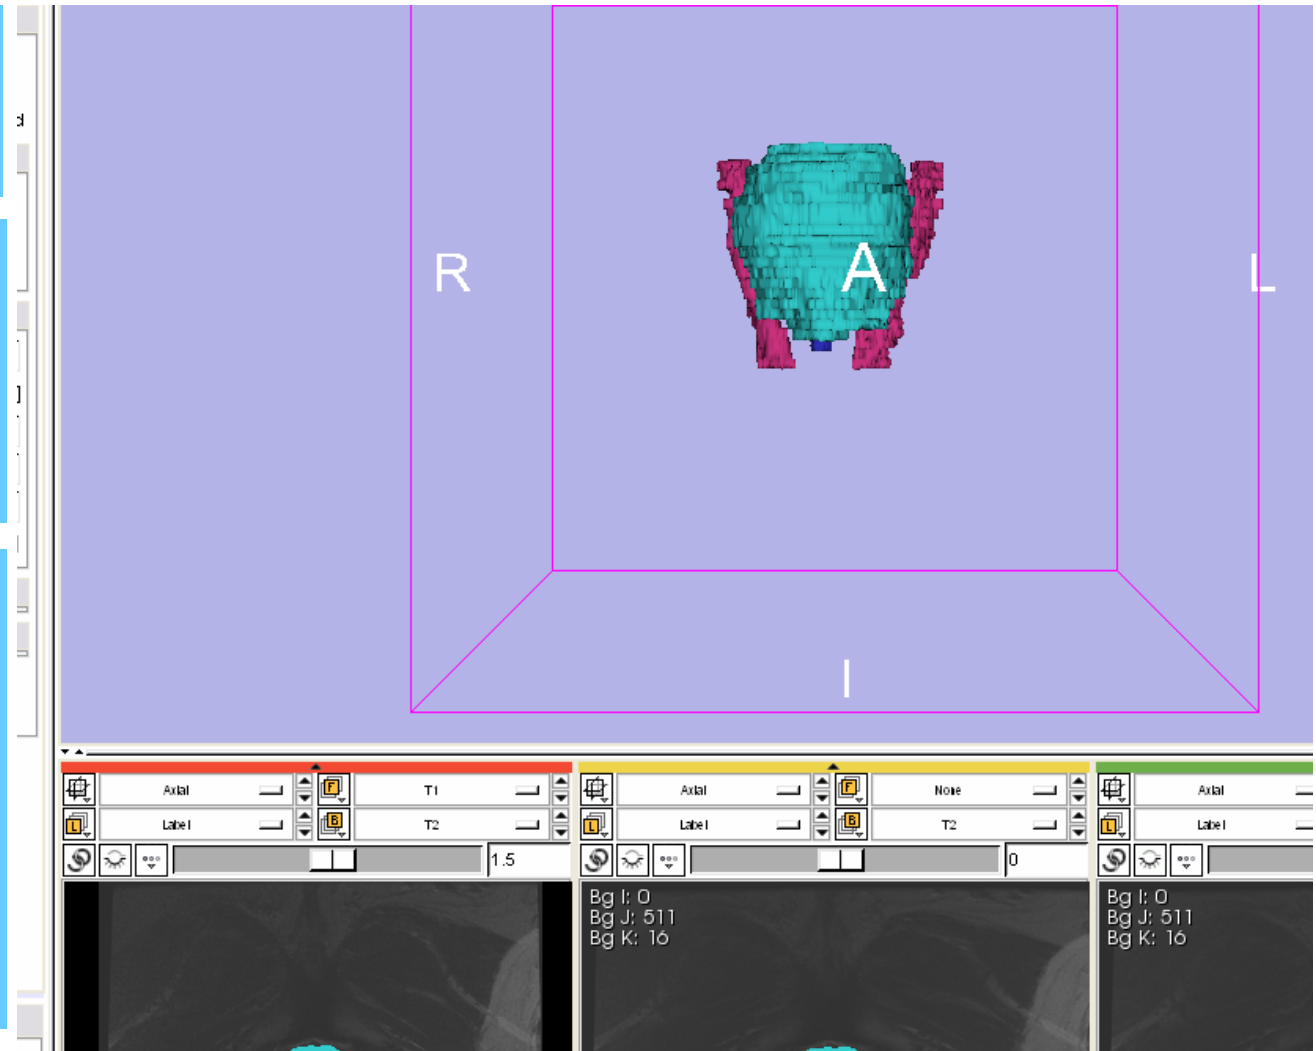 d
]
R
A
L
I
Axial
F
T1
Axial
F
None
Axial
L
Label
B
T2
L
Label
B
T2
L
Label
1.5
0
Bg I: 0
Bg J: 511
Bg K: 16
Bg I: 0
Bg J: 511
Bg K: 16